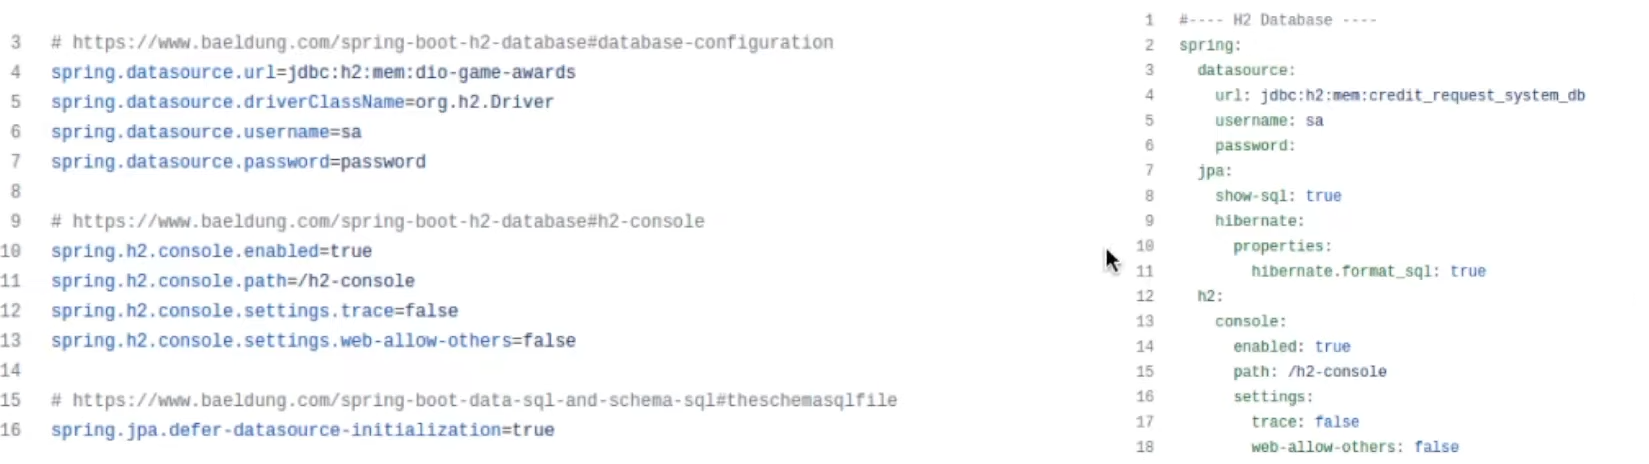 3 # https://www.baeldung.com/spring-boot-h2-database#database-configuration
4 spring.datasource.url=jdbc:h2:mem:dio-game-awards
5 spring.datasource.driverClassName=org.h2.Driver
6 spring.datasource.username=sa
7 spring.datasource.password=password
8
9 # https://www.baeldung.com/spring-boot-h2-database#h2-console
10 spring.h2.console.enabled=true
11 spring.h2.console.path=/h2-console
12 spring.h2.console.settings.trace=false
13 spring.h2.console.settings.web-allow-others=false
14
15 # https://www.baeldung.com/spring-boot-data-sql-and-schema-sql#theschemasqlfile
16 spring.jpa.defer-datasource-initialization=true
1 #---- H2 Database ----
2 spring:
3   datasource:
4     url: jdbc:h2:mem:credit_request_system_db
5     username: sa
6     password:
7   jpa:
8     show-sql: true
9     hibernate:
10       properties:
11         hibernate.format_sql: true
12   h2:
13     console:
14       enabled: true
15       path: /h2-console
16       settings:
17         trace: false
18         web-allow-others: false